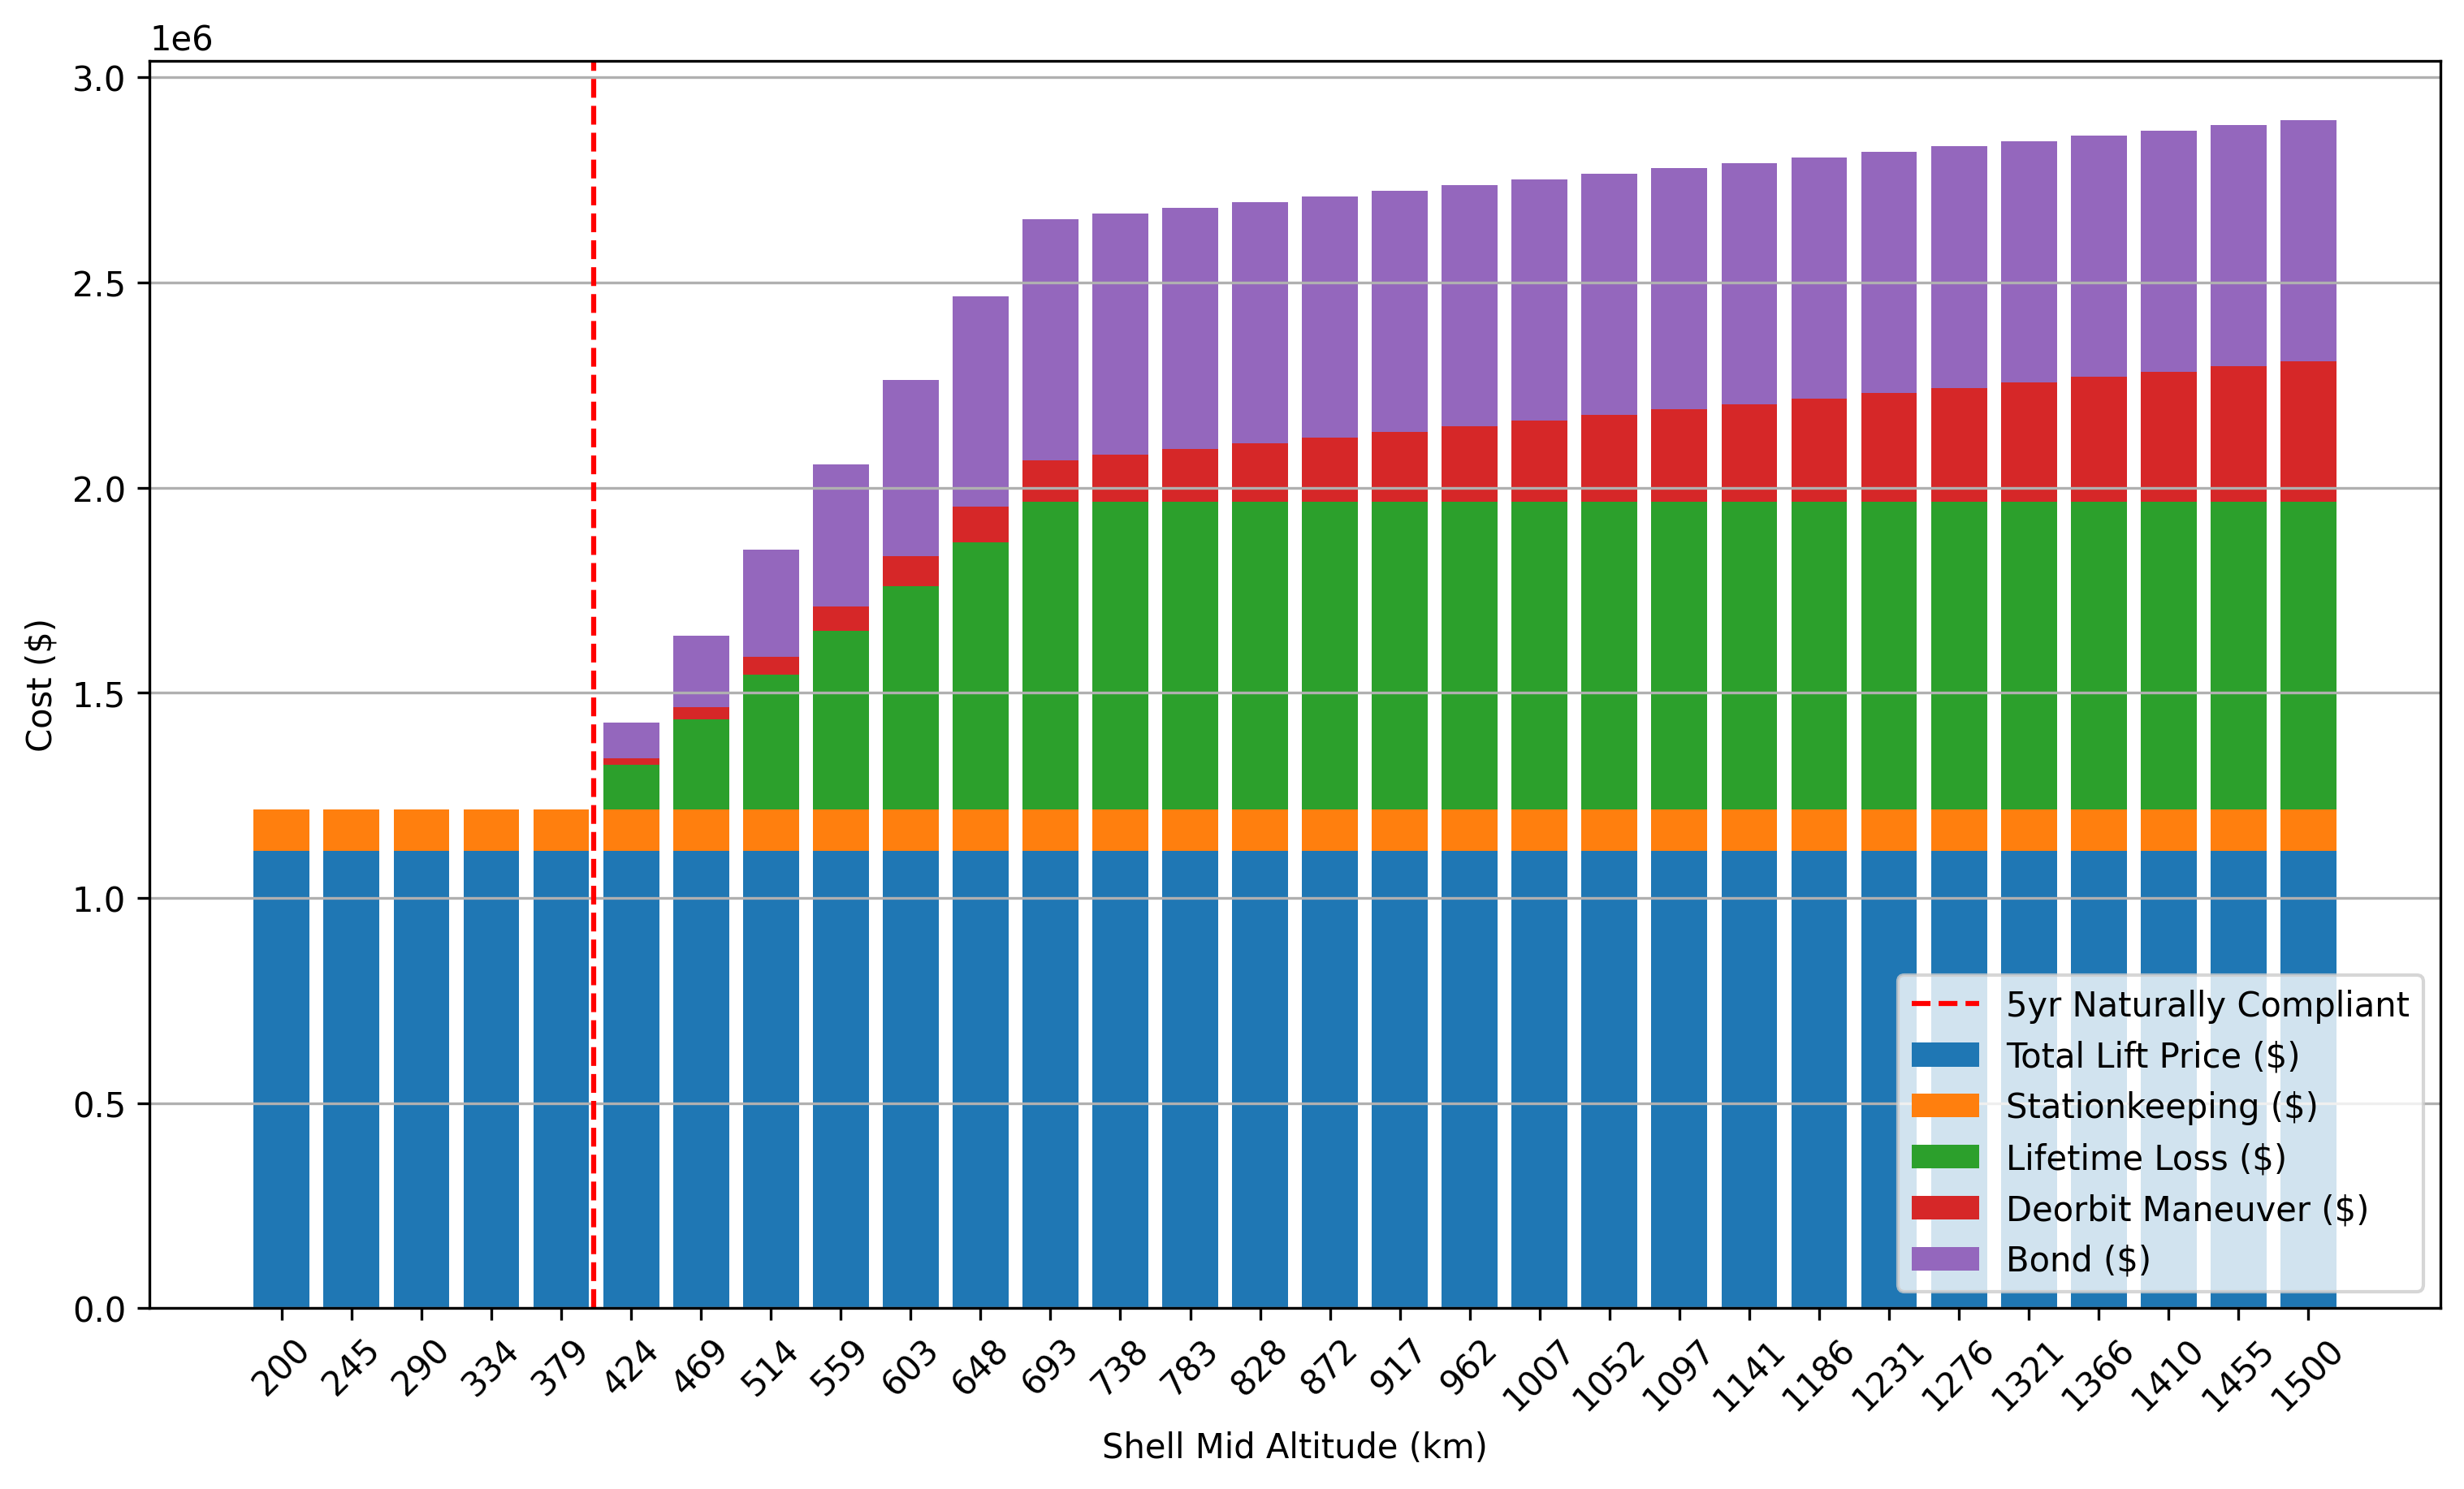 1e6
3.0
2.5
2.0
1.5
1.0
0.5
0.0
Cost ($)
5yr Naturally Compliant
Total Lift Price ($)
Stationkeeping ($)
Lifetime Loss ($)
Deorbit Maneuver ($)
Bond ($)
200 245 290 334 379 424 469 514 559 603 648 693 738 783 828 872 917 962 1007 1052 1097 1141 1186 1231 1276 1321 1366 1410 1455 1500
Shell Mid Altitude (km)